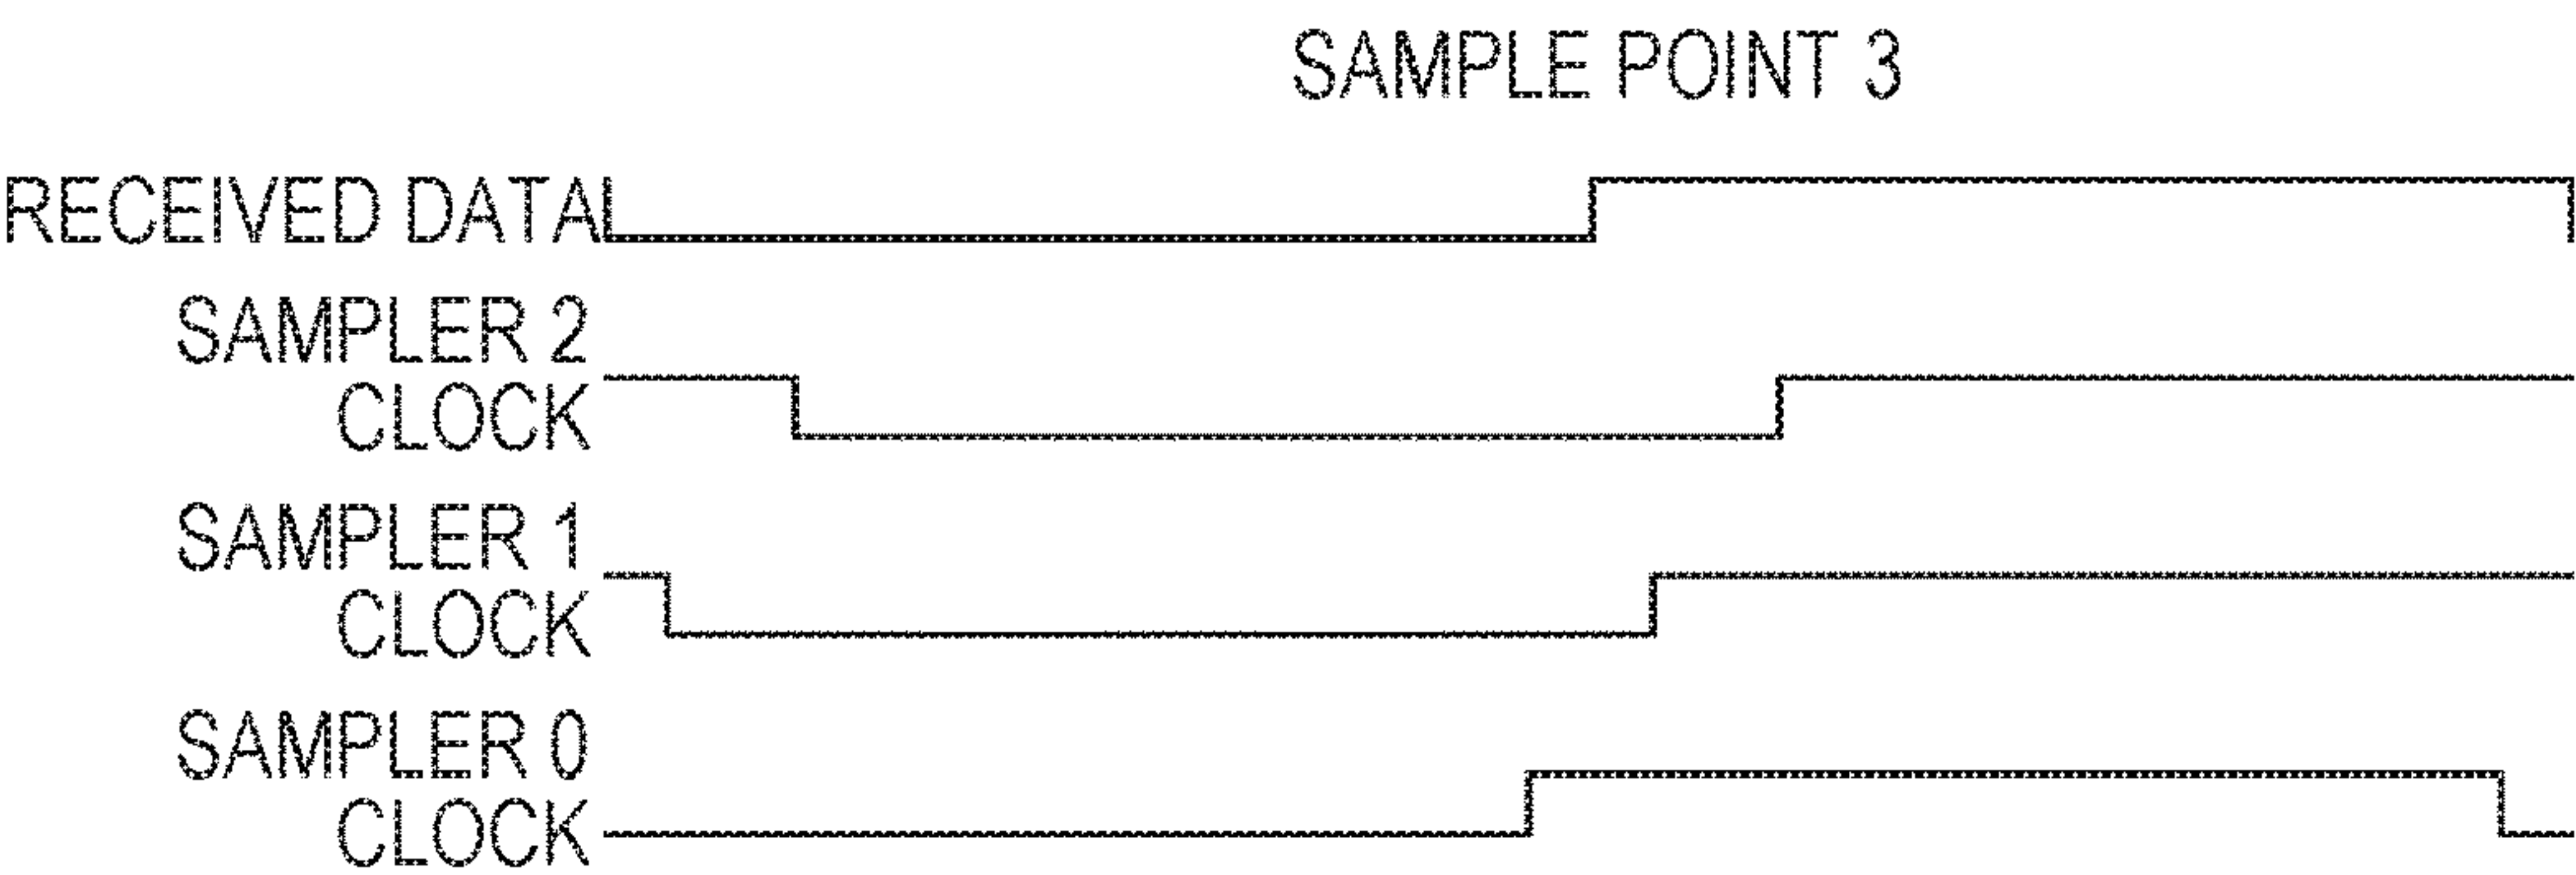 SAMPLE POINT 3
RECEIVED DATA
SAMPLER 2
CLOCK
SAMPLER 1
CLOCK
SAMPLER 0
CLOCK